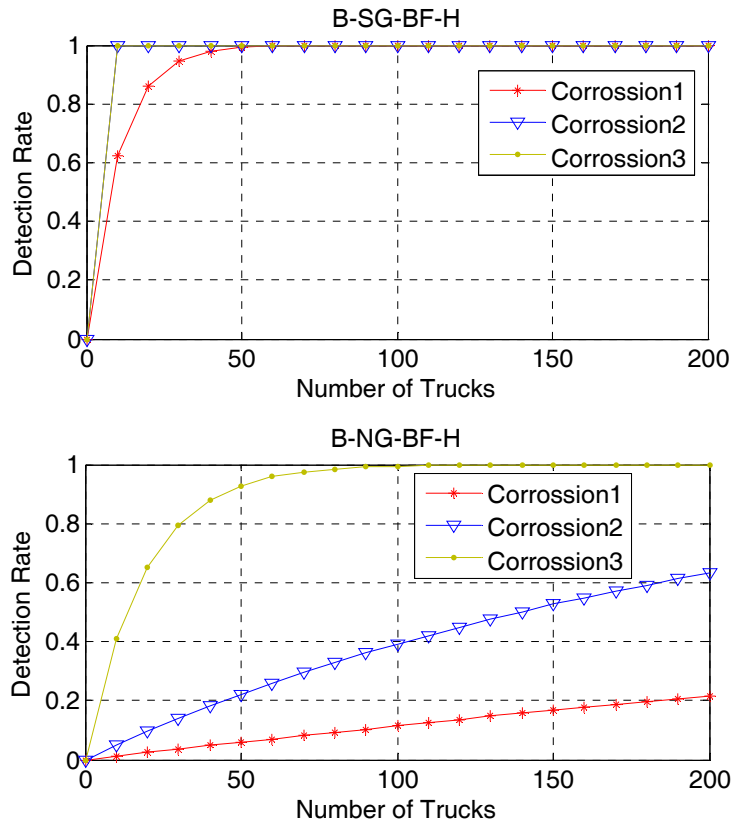 B-SG-BF-H
1
0.8
0.6
0.4
0.2
0
Detection Rate
Corrossion1
Corrossion2
Corrossion3
0 50 100 150 200
Number of Trucks
B-NG-BF-H
1
0.8
0.6
0.4
0.2
0
Detection Rate
Corrossion1
Corrossion2
Corrossion3
0 50 100 150 200
Number of Trucks